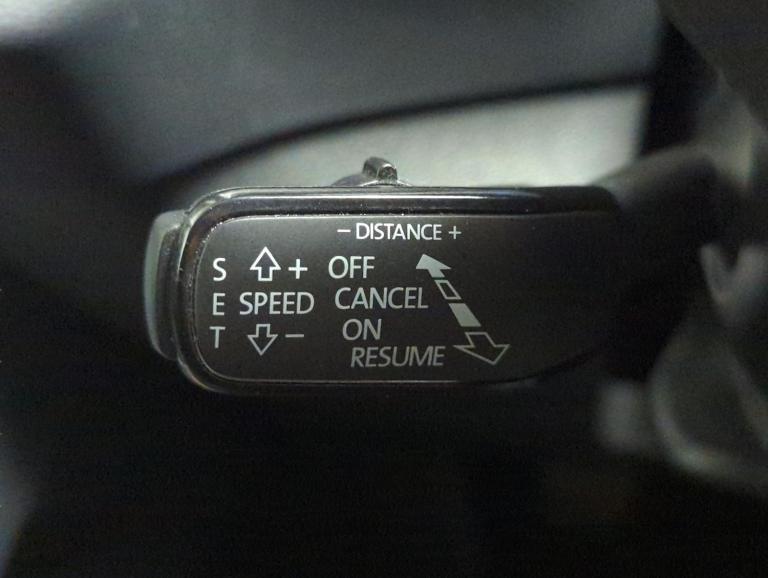 − DISTANCE +
S + OFF
E SPEED CANCEL
T − ON
RESUME